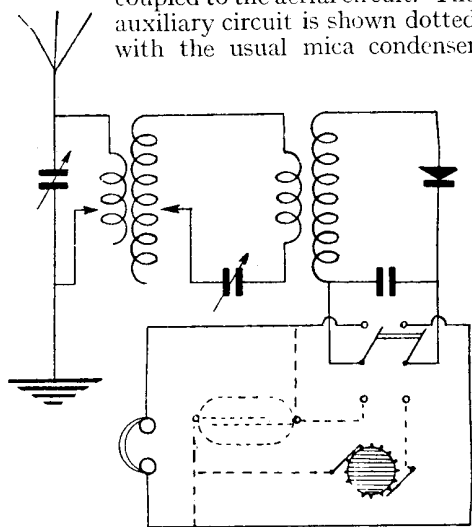 coupled to the aerial circuit. The
auxiliary circuit is shown dotted
with the usual mica condenser